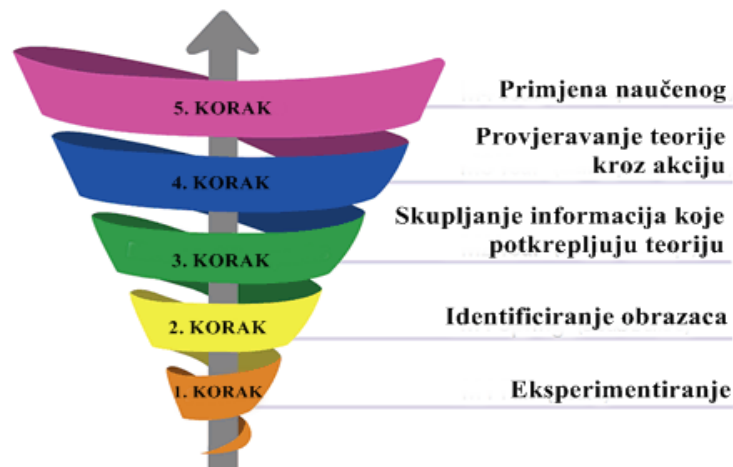 5. KORAK
Primjena naučenog
4. KORAK
Provjeravanje teorije
kroz akciju
3. KORAK
Skupljanje informacija koje
potkrepljuju teoriju
2. KORAK
Identificiranje obrazaca
1. KORAK
Eksperimentiranje